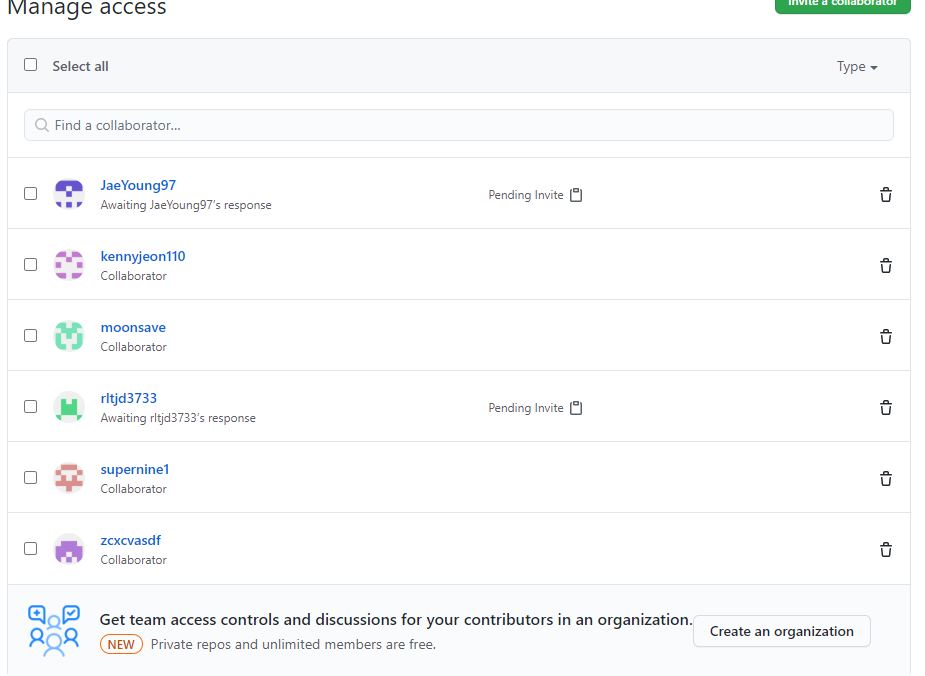 Manage access
Invite a collaborator
Select all
Type
Find a collaborator...
JaeYoung97
Awaiting JaeYoung97's response
Pending Invite
kennyjeon110
Collaborator
moonsave
Collaborator
rltjd3733
Awaiting rltjd3733's response
Pending Invite
supernine1
Collaborator
zcxcvasdf
Collaborator
Get team access controls and discussions for your contributors in an organization.
NEW Private repos and unlimited members are free.
Create an organization